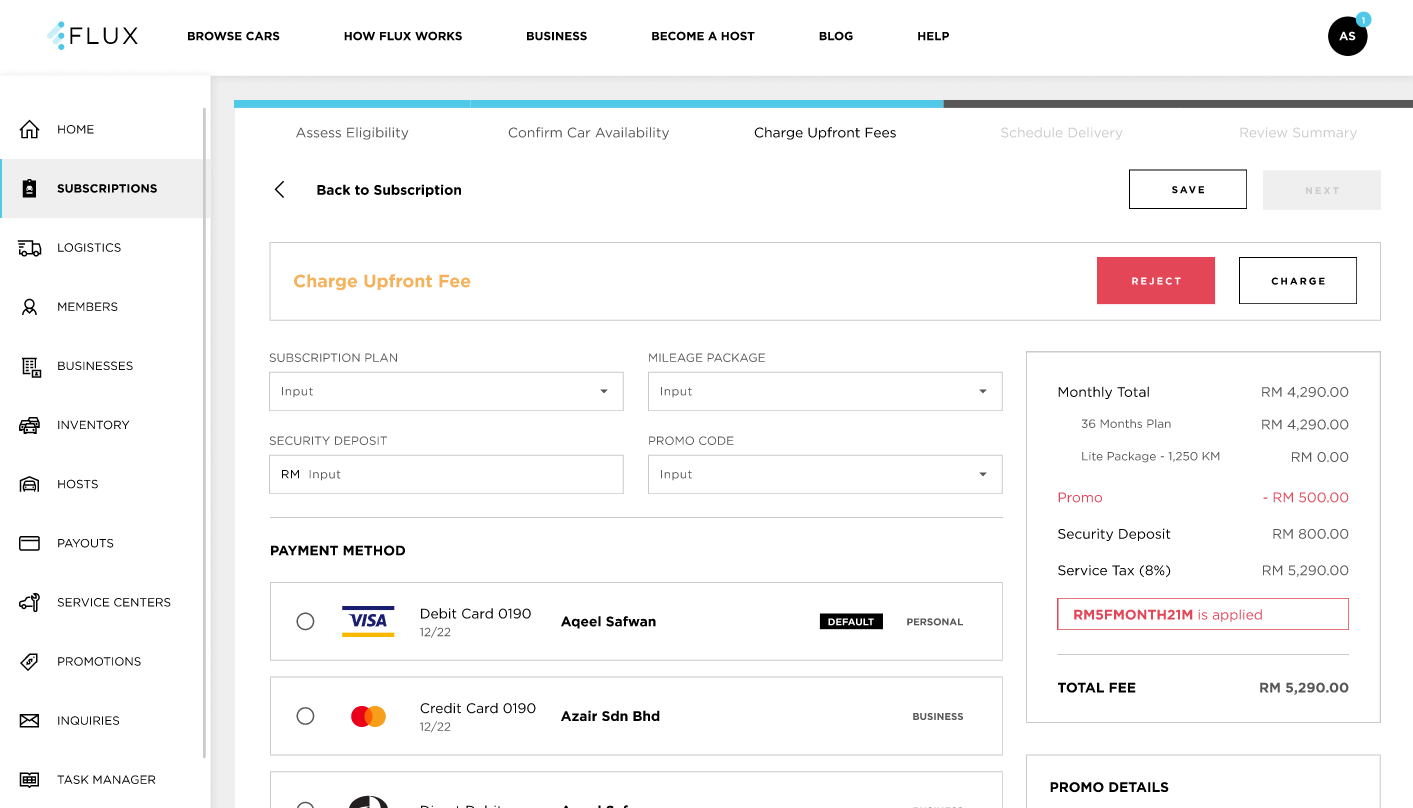 FLUX
BROWSE CARS
HOW FLUX WORKS
BUSINESS
BECOME A HOST
BLOG
HELP
AS
1
HOME
SUBSCRIPTIONS
LOGISTICS
MEMBERS
BUSINESSES
INVENTORY
HOSTS
PAYOUTS
SERVICE CENTERS
PROMOTIONS
INQUIRIES
TASK MANAGER
Assess Eligibility
Confirm Car Availability
Charge Upfront Fees
Schedule Delivery
Review Summary
Back to Subscription
SAVE
NEXT
Charge Upfront Fee
REJECT
CHARGE
SUBSCRIPTION PLAN
Input
MILEAGE PACKAGE
Input
SECURITY DEPOSIT
RM Input
PROMO CODE
Input
PAYMENT METHOD
VISA
Debit Card 0190
12/22
Aqeel Safwan
DEFAULT
PERSONAL
Credit Card 0190
12/22
Azair Sdn Bhd
BUSINESS
Monthly Total RM 4,290.00
36 Months Plan RM 4,290.00
Lite Package - 1,250 KM RM 0.00
Promo - RM 500.00
Security Deposit RM 800.00
Service Tax (8%) RM 5,290.00
RM5FMONTH21M is applied
TOTAL FEE RM 5,290.00
PROMO DETAILS